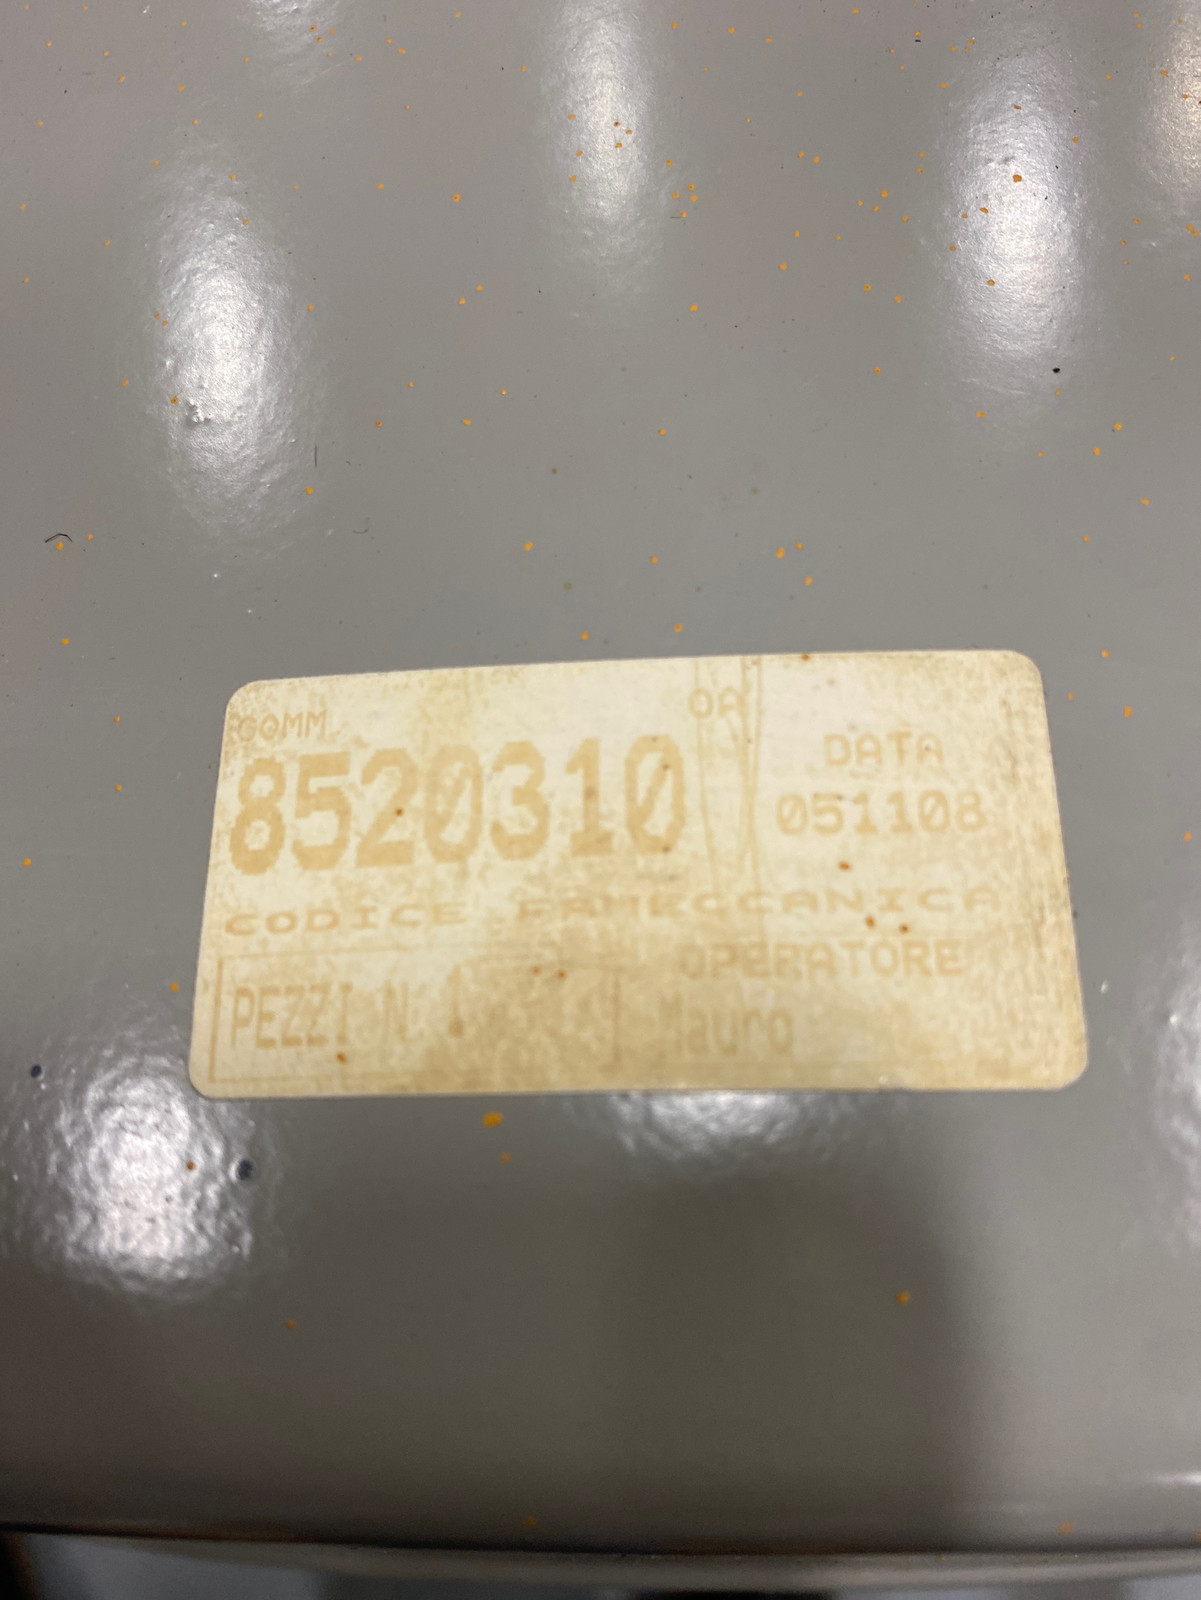 COMM. OA
8520310
DATA
051108
CODICE FAMECCANICA
OPERATORE
PEZZI N. 1
Mauro